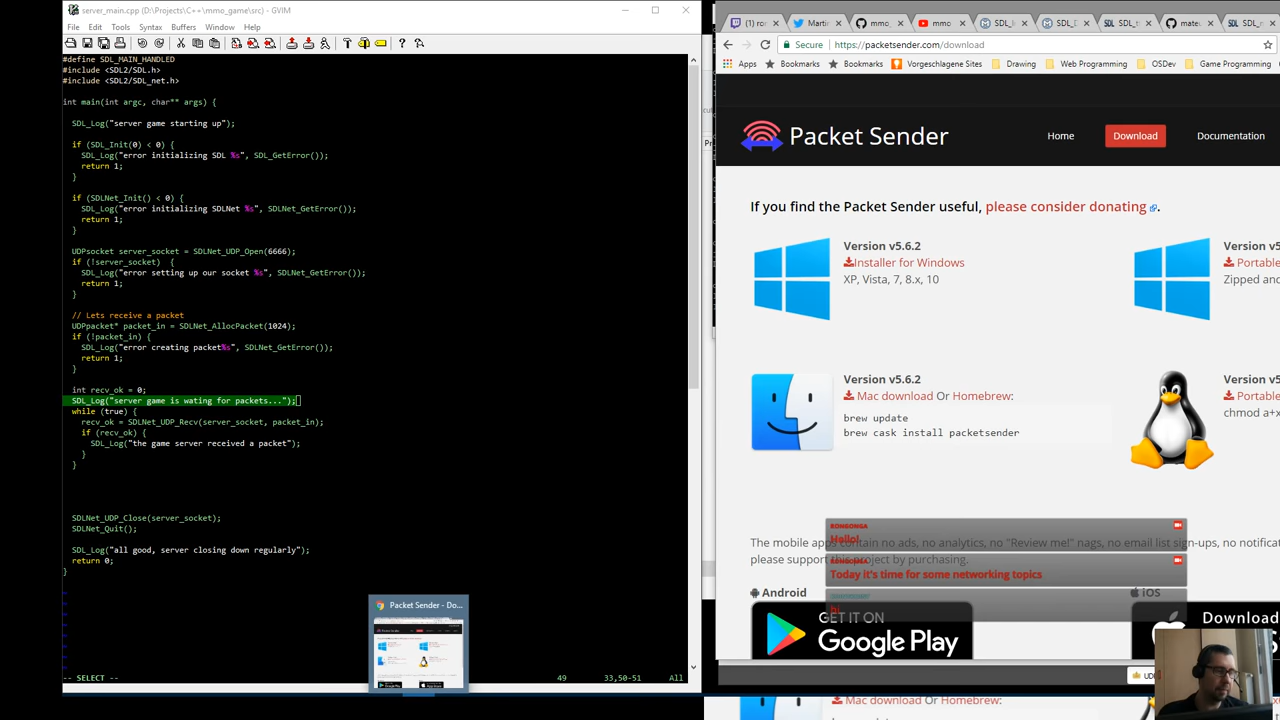 server_main.cpp (D:\Projects\C++\mmo_game\src) - GVIM
File Edit Tools Syntax Buffers Window Help
#define SDL_MAIN_HANDLED
#include <SDL2/SDL.h>
#include <SDL2/SDL_net.h>
int main(int argc, char** args) {
SDL_Log("server game starting up");
if (SDL_Init(0) < 0) {
SDL_Log("error initializing SDL %s", SDL_GetError());
return 1;
}
if (SDLNet_Init() < 0) {
SDL_Log("error initializing SDLNet %s", SDLNet_GetError());
return 1;
}
UDPsocket server_socket = SDLNet_UDP_Open(6666);
if (!server_socket) {
SDL_Log("error setting up our socket %s", SDLNet_GetError());
return 1;
}
// Lets receive a packet
UDPpacket* packet_in = SDLNet_AllocPacket(1024);
if (!packet_in) {
SDL_Log("error creating packet%s", SDLNet_GetError());
return 1;
}
int recv_ok = 0;
SDL_Log("server game is wating for packets...");
while (true) {
recv_ok = SDLNet_UDP_Recv(server_socket, packet_in);
if (recv_ok) {
SDL_Log("the game server received a packet");
}
}
SDLNet_UDP_Close(server_socket);
SDLNet_Quit();
SDL_Log("all good, server closing down regularly");
return 0;
}
-- SELECT -- 49 33,50-51 All
Packet Sender - Do...
Secure https://packetsender.com/download
Apps Bookmarks Bookmarks Vorgeschlagene Sites Drawing Web Programming OSDev Game Programming
Packet Sender Home Download Documentation
If you find the Packet Sender useful, please consider donating.
Version v5.6.2
Installer for Windows
XP, Vista, 7, 8.x, 10
Version v5.6.2
Mac download Or Homebrew:
brew update
brew cask install packetsender
Portable
Zipped and
Portable
chmod a+x
The mobile apps contain no ads, no analytics, no "Review me!" nags, no email list sign-ups, no
please support this project by purchasing.
RONGONGA
Hello!
RONGONGA
Today it's time for some networking topics
hi
Android
iOS
GET IT ON
Google Play
Download
Mac download Or Homebrew: